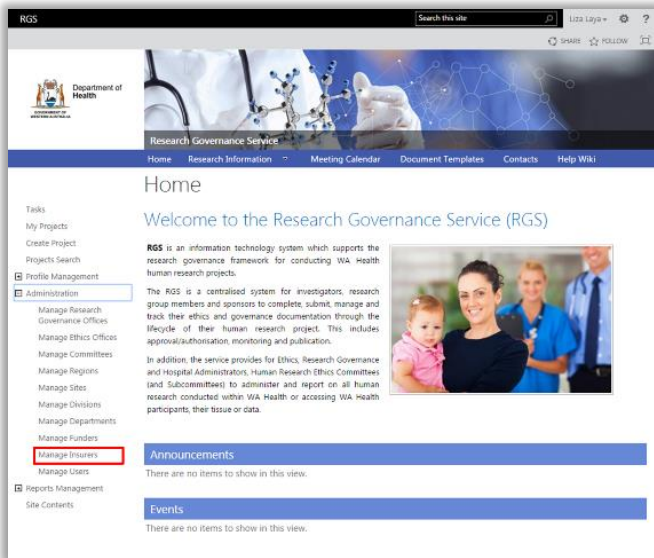 RGS
Search this site
Liza Laya
?
SHARE
FOLLOW
Department of
Health
GOVERNMENT OF
WESTERN AUSTRALIA
Research Governance Service
Home
Research Information
Meeting Calendar
Document Templates
Contacts
Help Wiki
Home
Tasks
My Projects
Create Project
Projects Search
Profile Management
Administration
Manage Research
Governance Offices
Manage Ethics Offices
Manage Committees
Manage Regions
Manage Sites
Manage Divisions
Manage Departments
Manage Funders
Manage Insurers
Manage Users
Reports Management
Site Contents
Welcome to the Research Governance Service (RGS)
RGS is an information technology system which supports the
research governance framework for conducting WA Health
human research projects.
The RGS is a centralised system for investigators, research
group members and sponsors to complete, submit, manage and
track their ethics and governance documentation through the
lifecycle of their human research project. This includes
approval/authorisation, monitoring and publication.
In addition, the service provides for Ethics, Research Governance
and Hospital Administrators, Human Research Ethics Committees
(and Subcommittees) to administer and report on all human
research conducted within WA Health or accessing WA Health
participants, their tissue or data.
Announcements
There are no items to show in this view.
Events
There are no items to show in this view.